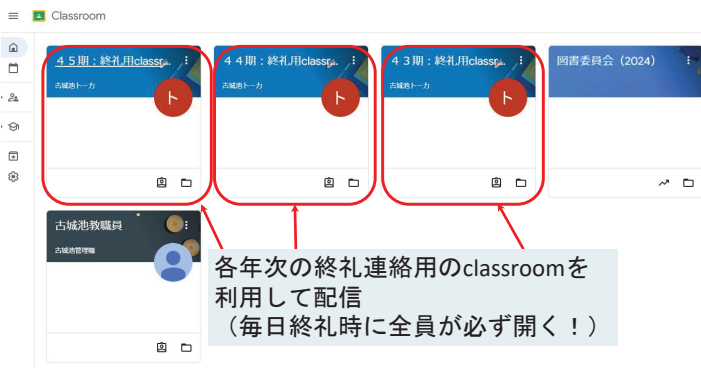 Classroom
４５期：終礼用classr...
古城池トーカ
ト
４４期：終礼用classr...
古城池トーカ
ト
４３期：終礼用classr...
古城池トーカ
ト
図書委員会（2024）
古城池教職員
古城池管理職
各年次の終礼連絡用のclassroomを
利用して配信
（毎日終礼時に全員が必ず開く！）